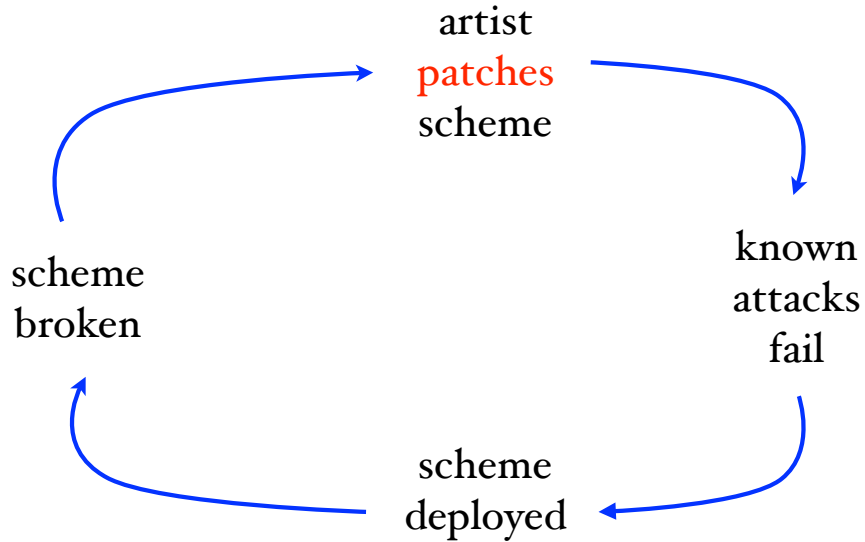 artist
patches
scheme
known
attacks
fail
scheme
deployed
scheme
broken